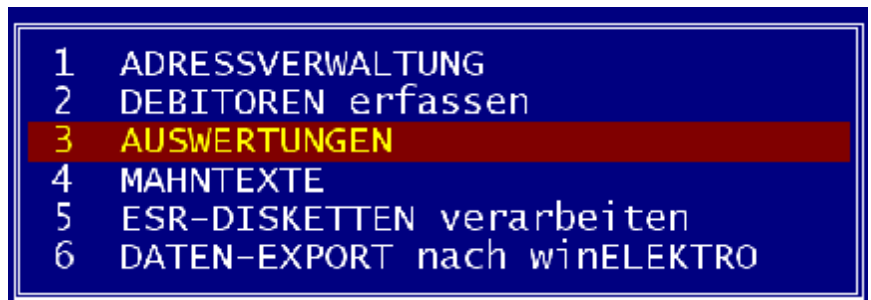 1 ADRESSVERWALTUNG
2 DEBITOREN erfassen
3 AUSWERTUNGEN
4 MAHNTEXTE
5 ESR-DISKETTEN verarbeiten
6 DATEN-EXPORT nach winELEKTRO